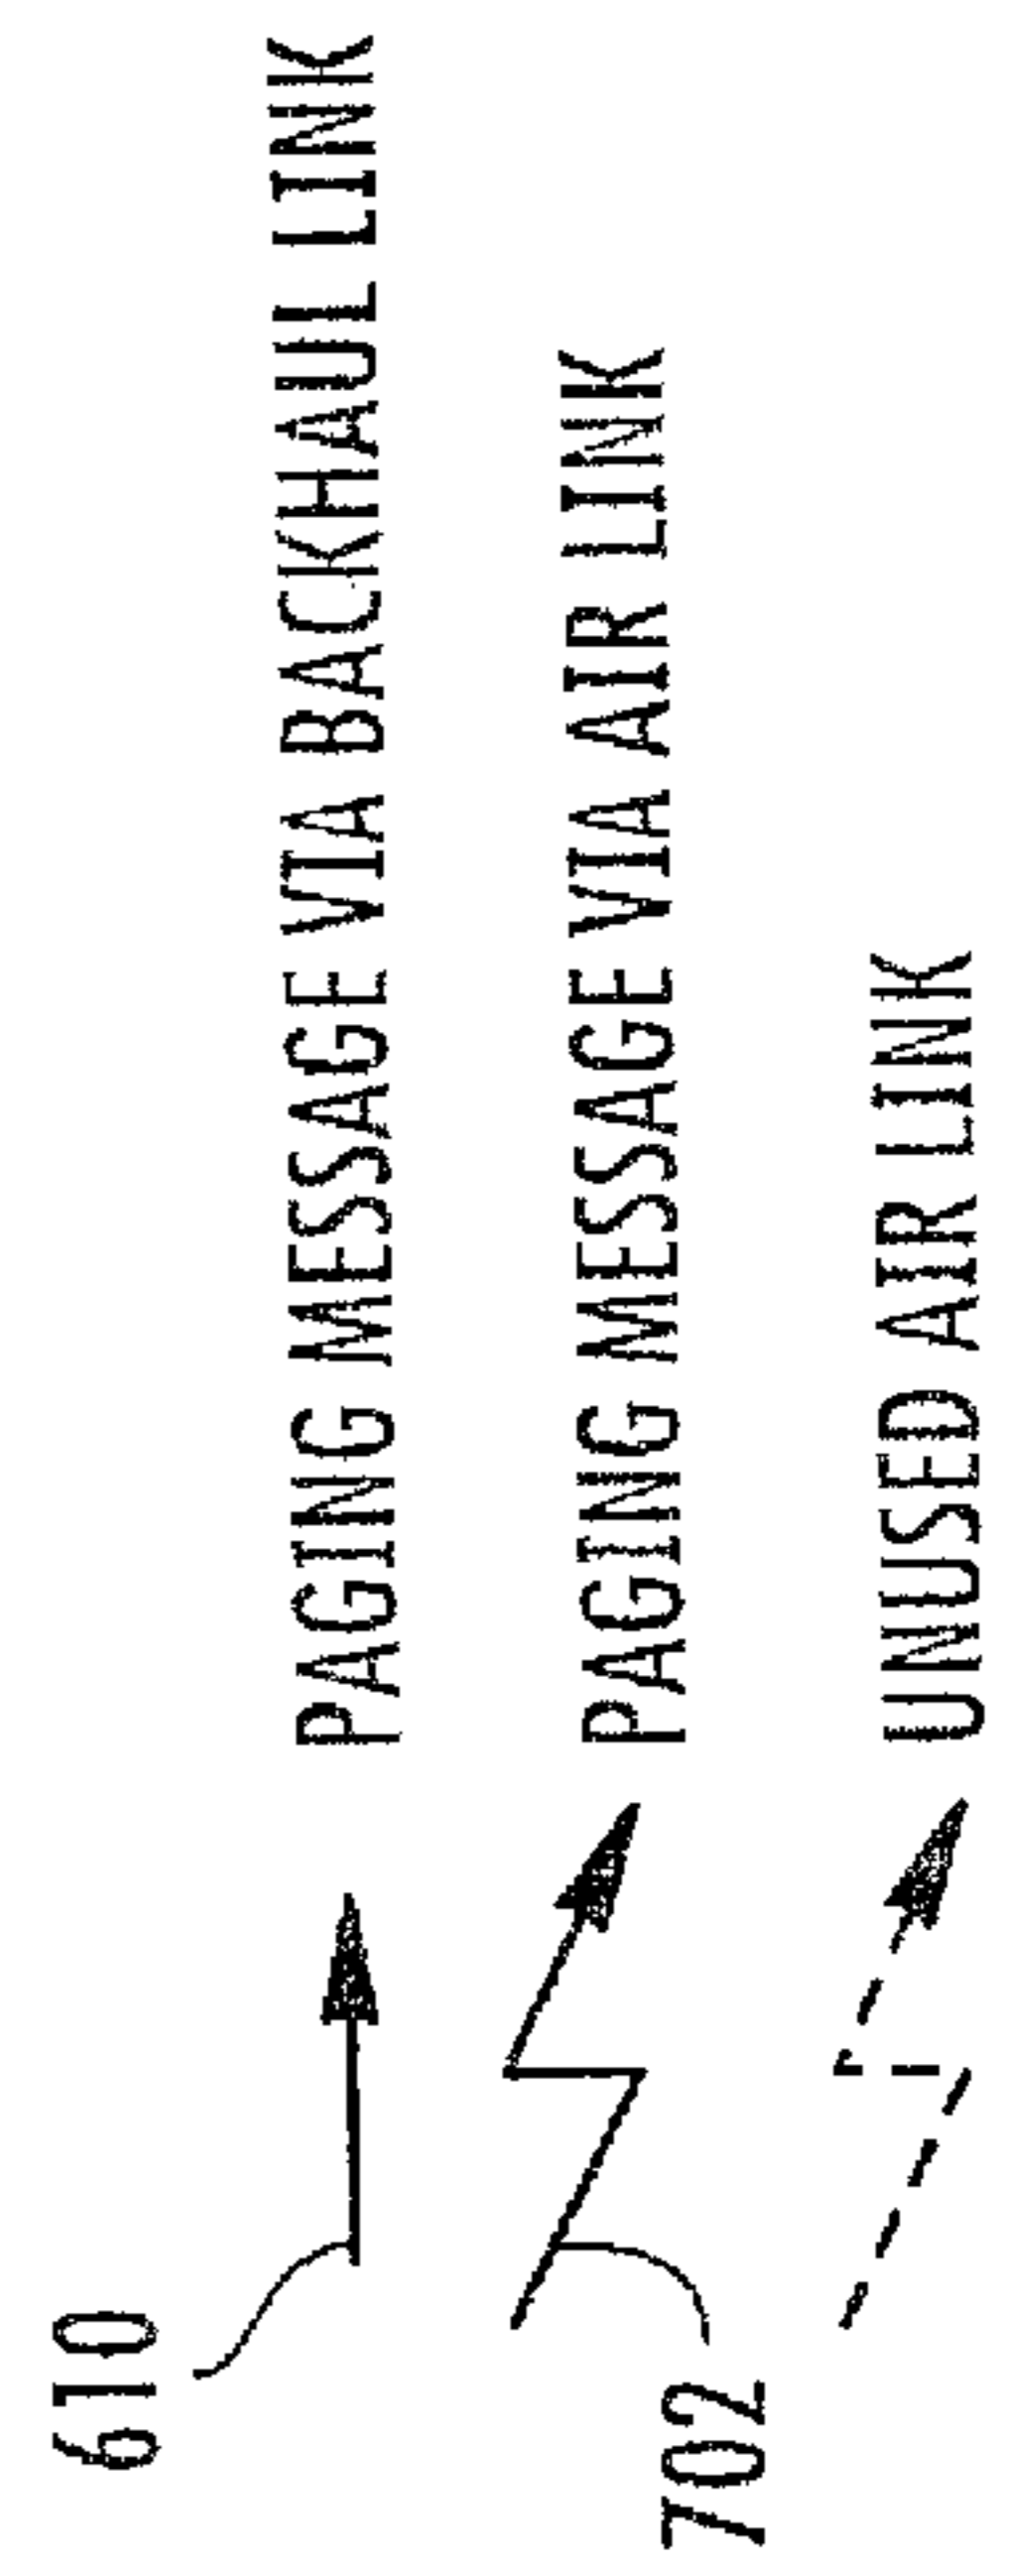 610
PAGING MESSAGE VIA BACKHAUL LINK
PAGING MESSAGE VIA AIR LINK
702
UNUSED AIR LINK